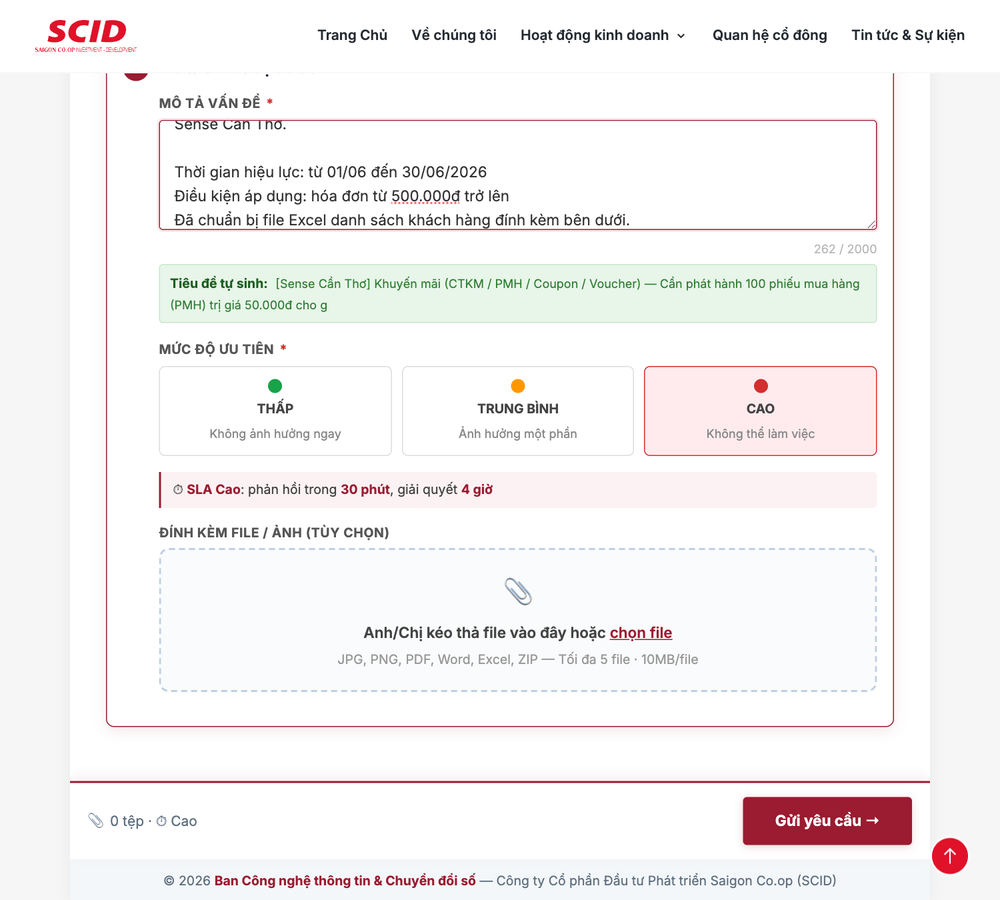 SCID
SAIGON CO.OP INVESTMENT - DEVELOPMENT
Trang Chủ
Về chúng tôi
Hoạt động kinh doanh
Quan hệ cổ đông
Tin tức & Sự kiện
MÔ TẢ VẤN ĐỀ *
Sense Cần Thơ.
Thời gian hiệu lực: từ 01/06 đến 30/06/2026
Điều kiện áp dụng: hóa đơn từ 500.000đ trở lên
Đã chuẩn bị file Excel danh sách khách hàng đính kèm bên dưới.
262 / 2000
Tiêu đề tự sinh: [Sense Cần Thơ] Khuyến mãi (CTKM / PMH / Coupon / Voucher) — Cần phát hành 100 phiếu mua hàng
(PMH) trị giá 50.000đ cho g
MỨC ĐỘ ƯU TIÊN *
THẤP
Không ảnh hưởng ngay
TRUNG BÌNH
Ảnh hưởng một phần
CAO
Không thể làm việc
SLA Cao: phản hồi trong 30 phút, giải quyết 4 giờ
ĐÍNH KÈM FILE / ẢNH (TÙY CHỌN)
Anh/Chị kéo thả file vào đây hoặc chọn file
JPG, PNG, PDF, Word, Excel, ZIP — Tối đa 5 file · 10MB/file
0 tệp · Cao
Gửi yêu cầu →
© 2026 Ban Công nghệ thông tin & Chuyển đổi số — Công ty Cổ phần Đầu tư Phát triển Saigon Co.op (SCID)